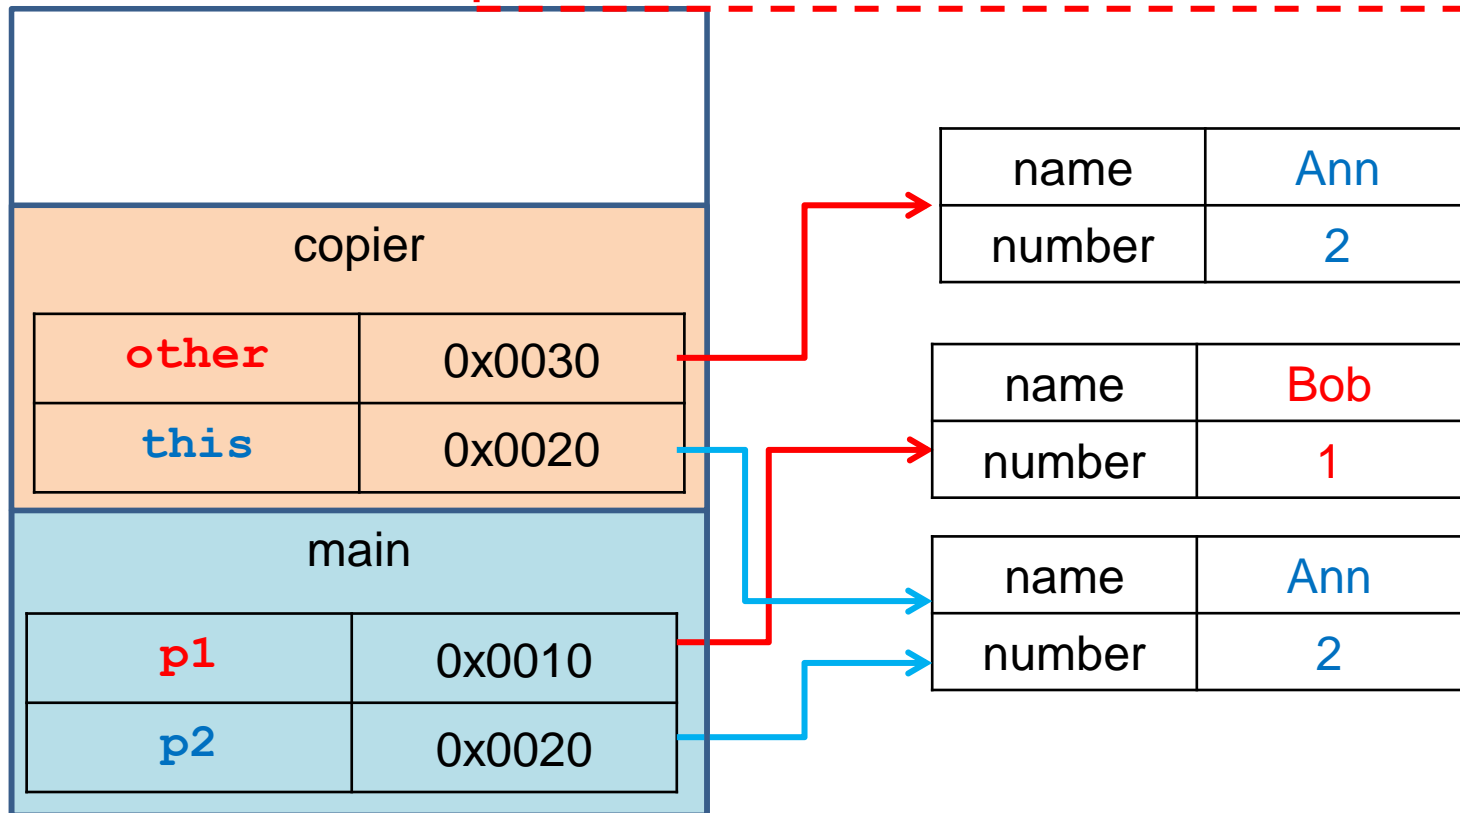 copier
other 0x0030
this 0x0020
main
p1 0x0010
p2 0x0020
name Ann
number 2
name Bob
number 1
name Ann
number 2